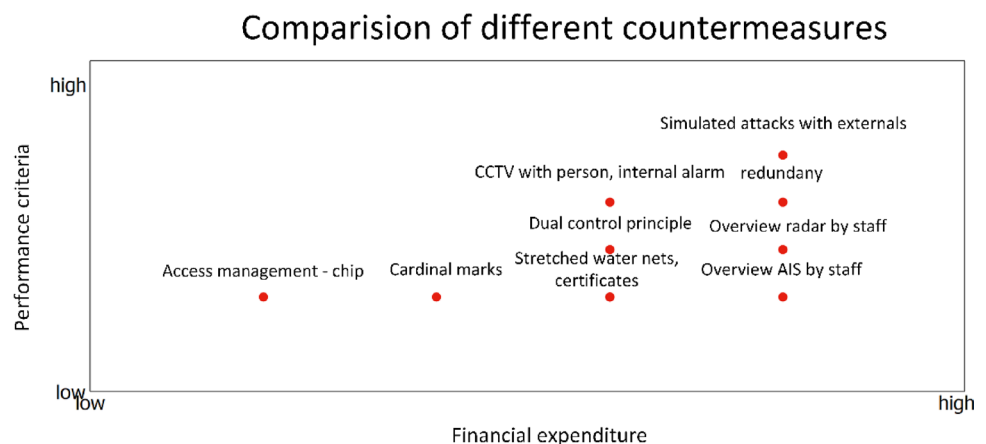 Comparision of different countermeasures
high
Simulated attacks with externals
CCTV with person, internal alarm
redundany
Dual control principle
Overview radar by staff
Stretched water nets,
certificates
Access management - chip
Cardinal marks
Overview AIS by staff
Performance criteria
low
low
high
Financial expenditure